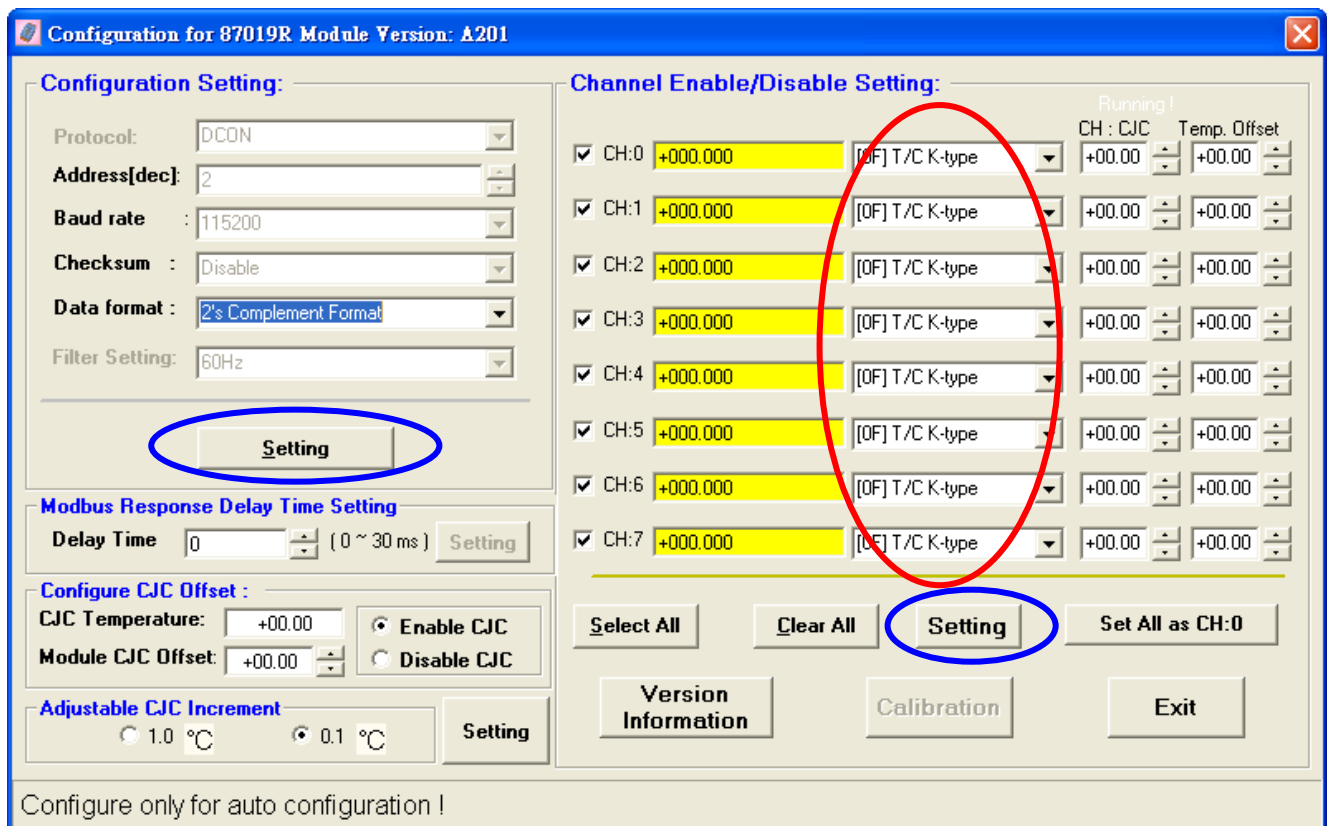 Configuration for 87019R Module Version: A201
Configuration Setting:
Protocol: DCON
Address[dec]: 2
Baud rate : 115200
Checksum : Disable
Data format : 2's Complement Format
Filter Setting: 60Hz
Setting
Modbus Response Delay Time Setting
Delay Time 0 ( 0 ~ 30 ms ) Setting
Configure CJC Offset :
CJC Temperature: +00.00
Module CJC Offset: +00.00
Enable CJC
Disable CJC
Adjustable CJC Increment
1.0 °C 0.1 °C
Setting
Channel Enable/Disable Setting:
Running !
CH : CJC Temp. Offset
CH:0 +000.000 [0F] T/C K-type +00.00 +00.00
CH:1 +000.000 [0F] T/C K-type +00.00 +00.00
CH:2 +000.000 [0F] T/C K-type +00.00 +00.00
CH:3 +000.000 [0F] T/C K-type +00.00 +00.00
CH:4 +000.000 [0F] T/C K-type +00.00 +00.00
CH:5 +000.000 [0F] T/C K-type +00.00 +00.00
CH:6 +000.000 [0F] T/C K-type +00.00 +00.00
CH:7 +000.000 [0F] T/C K-type +00.00 +00.00
Select All Clear All Setting Set All as CH:0
Version
Information
Calibration Exit
Configure only for auto configuration !